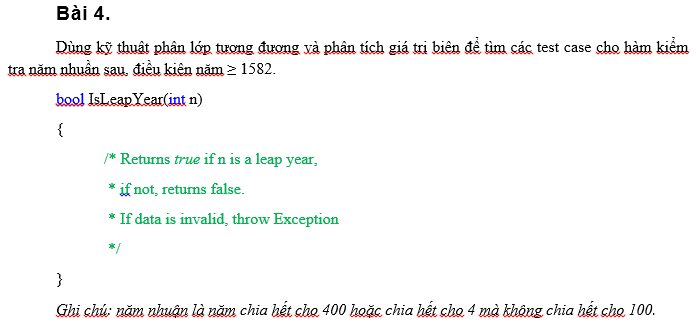 Bài 4.
Dùng kỹ thuật phân lớp tương đương và phân tích giá trị biên để tìm các test case cho hàm kiểm
tra năm nhuần sau, điều kiên năm ≥ 1582.
bool IsLeapYear(int n)
{
/* Returns true if n is a leap year,
* if not, returns false.
* If data is invalid, throw Exception
*/
}
Ghi chú: năm nhuận là năm chia hết cho 400 hoặc chia hết cho 4 mà không chia hết cho 100.